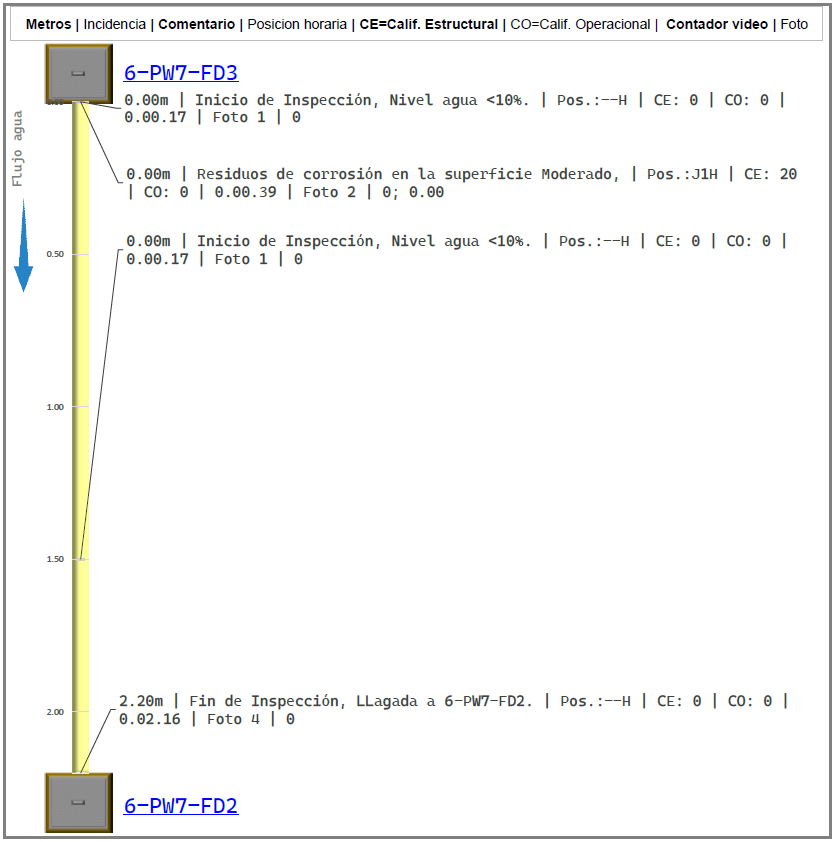 Metros | Incidencia | Comentario | Posicion horaria | CE=Calif. Estructural | CO=Calif. Operacional | Contador video | Foto
6-PW7-FD3
0.00m | Inicio de Inspección, Nivel agua <10%. | Pos.:--H | CE: 0 | CO: 0 |
0.00.17 | Foto 1 | 0
Flujo agua
0.00m | Residuos de corrosión en la superficie Moderado, | Pos.:J1H | CE: 20
| CO: 0 | 0.00.39 | Foto 2 | 0; 0.00
0.00m | Inicio de Inspección, Nivel agua <10%. | Pos.:--H | CE: 0 | CO: 0 |
0.50
0.00.17 | Foto 1 | 0
1.00
1.50
2.20m | Fin de Inspección, LLagada a 6-PW7-FD2. | Pos.:--H | CE: 0 | CO: 0 |
2.00
0.02.16 | Foto 4 | 0
6-PW7-FD2